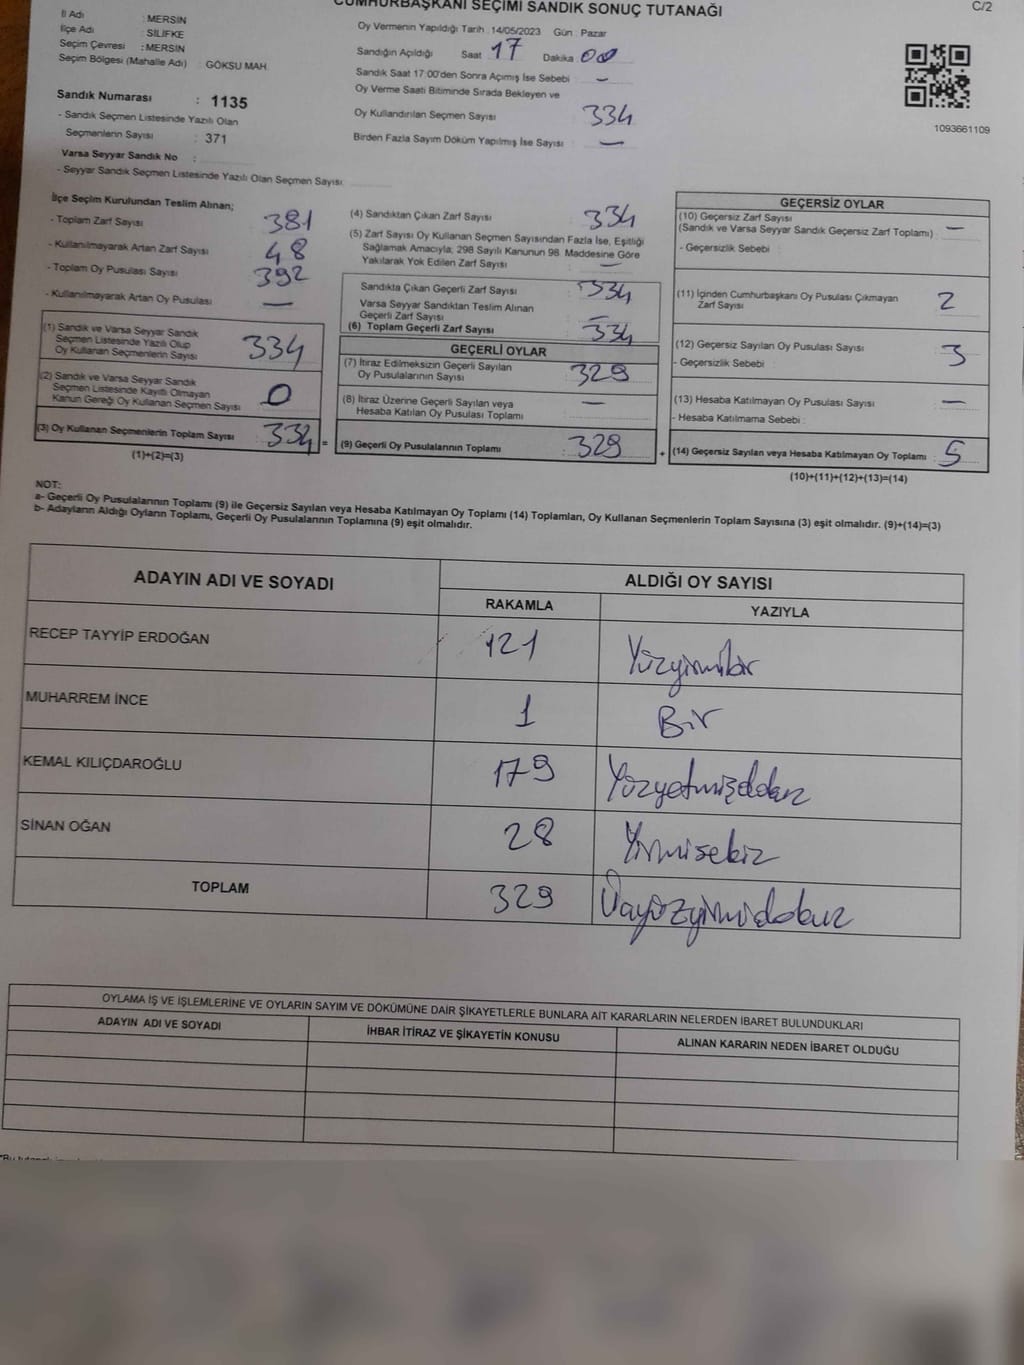 CUMHURBAŞKANI SEÇİMİ SANDIK SONUÇ TUTANAĞI
C/2
İl Adı : MERSİN
İlçe Adı : SİLİFKE
Seçim Çevresi : MERSİN
Seçim Bölgesi (Mahalle Adı) : GÖKSU MAH.
Oy Vermenin Yapıldığı Tarih : 14/05/2023 Gün : Pazar
Sandığın Açıldığı Saat 17 Dakika 00
Sandık Saat 17:00'den Sonra Açımış İse Sebebi : –
Oy Verme Saati Bitiminde Sırada Bekleyen ve
Oy Kullandırılan Seçmen Sayısı : 334
Birden Fazla Sayım Döküm Yapılmış İse Sayısı : –
1093661109
Sandık Numarası : 1135
- Sandık Seçmen Listesinde Yazılı Olan
Seçmenlerin Sayısı : 371
Varsa Seyyar Sandık No :
- Seyyar Sandık Seçmen Listesinde Yazılı Olan Seçmen Sayısı:
İlçe Seçim Kurulundan Teslim Alınan;
- Toplam Zarf Sayısı 381
- Kullanılmayarak Artan Zarf Sayısı 48
- Toplam Oy Pusulası Sayısı 392
- Kullanılmayarak Artan Oy Pusulası –
(1) Sandık ve Varsa Seyyar Sandık
Seçmen Listesinde Yazılı Olup
Oy Kullanan Seçmenlerin Sayısı 334
(2) Sandık ve Varsa Seyyar Sandık
Seçmen Listesinde Kayıtlı Olmayan
Kanun Gereği Oy Kullanan Seçmen Sayısı : 0
(3) Oy Kullanan Seçmenlerin Toplam Sayısı : 334 =
(1)+(2)=(3)
(4) Sandıktan Çıkan Zarf Sayısı : 334
(5) Zarf Sayısı Oy Kullanan Seçmen Sayısından Fazla İse, Eşitliği
Sağlamak Amacıyla; 298 Sayılı Kanunun 98. Maddesine Göre
Yakılarak Yok Edilen Zarf Sayısı : –
Sandıkta Çıkan Geçerli Zarf Sayısı : 334
Varsa Seyyar Sandıktan Teslim Alınan
Geçerli Zarf Sayısı : –
(6) Toplam Geçerli Zarf Sayısı : 334
GEÇERLİ OYLAR
(7) İtiraz Edilmeksizin Geçerli Sayılan
Oy Pusulalarının Sayısı : 329
(8) İtiraz Üzerine Geçerli Sayılan veya
Hesaba Katılan Oy Pusulası Toplamı : –
(9) Geçerli Oy Pusulalarının Toplamı : 329 +
GEÇERSİZ OYLAR
(10) Geçersiz Zarf Sayısı
(Sandık ve Varsa Seyyar Sandık Geçersiz Zarf Toplamı) : –
- Geçersizlik Sebebi :
(11) İçinden Cumhurbaşkanı Oy Pusulası Çıkmayan
Zarf Sayısı : 2
(12) Geçersiz Sayılan Oy Pusulası Sayısı : 3
- Geçersizlik Sebebi :
(13) Hesaba Katılmayan Oy Pusulası Sayısı : –
- Hesaba Katılmama Sebebi :
(14) Geçersiz Sayılan veya Hesaba Katılmayan Oy Toplamı : 5
(10)+(11)+(12)+(13)=(14)
NOT:
a- Geçerli Oy Pusulalarının Toplamı (9) ile Geçersiz Sayılan veya Hesaba Katılmayan Oy Toplamı (14) Toplamları, Oy Kullanan Seçmenlerin Toplam Sayısına (3) eşit olmalıdır. (9)+(14)=(3)
b- Adayların Aldığı Oyların Toplamı, Geçerli Oy Pusulalarının Toplamına (9) eşit olmalıdır.
ADAYIN ADI VE SOYADI
ALDIĞI OY SAYISI
RAKAMLA YAZIYLA
RECEP TAYYİP ERDOĞAN 121 Yüzyirmibir
MUHARREM İNCE 1 Bir
KEMAL KILIÇDAROĞLU 179 Yüzyetmişdokuz
SİNAN OĞAN 28 Yirmisekiz
TOPLAM 329 Üçyüzyirmidokuz
OYLAMA İŞ VE İŞLEMLERİNE VE OYLARIN SAYIM VE DÖKÜMÜNE DAİR ŞİKAYETLERLE BUNLARA AİT KARARLARIN NELERDEN İBARET BULUNDUKLARI
ADAYIN ADI VE SOYADI İHBAR İTİRAZ VE ŞİKAYETİN KONUSU ALINAN KARARIN NEDEN İBARET OLDUĞU